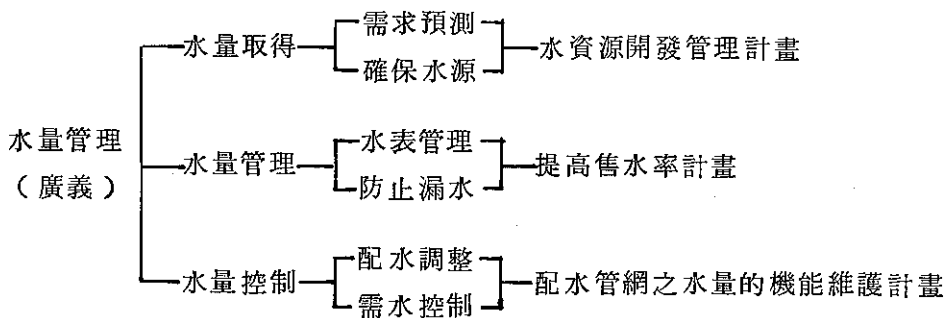 水量管理
（廣義）
水量取得
需求預測
確保水源
水資源開發管理計畫
水量管理
水表管理
防止漏水
提高售水率計畫
水量控制
配水調整
需水控制
配水管網之水量的機能維護計畫